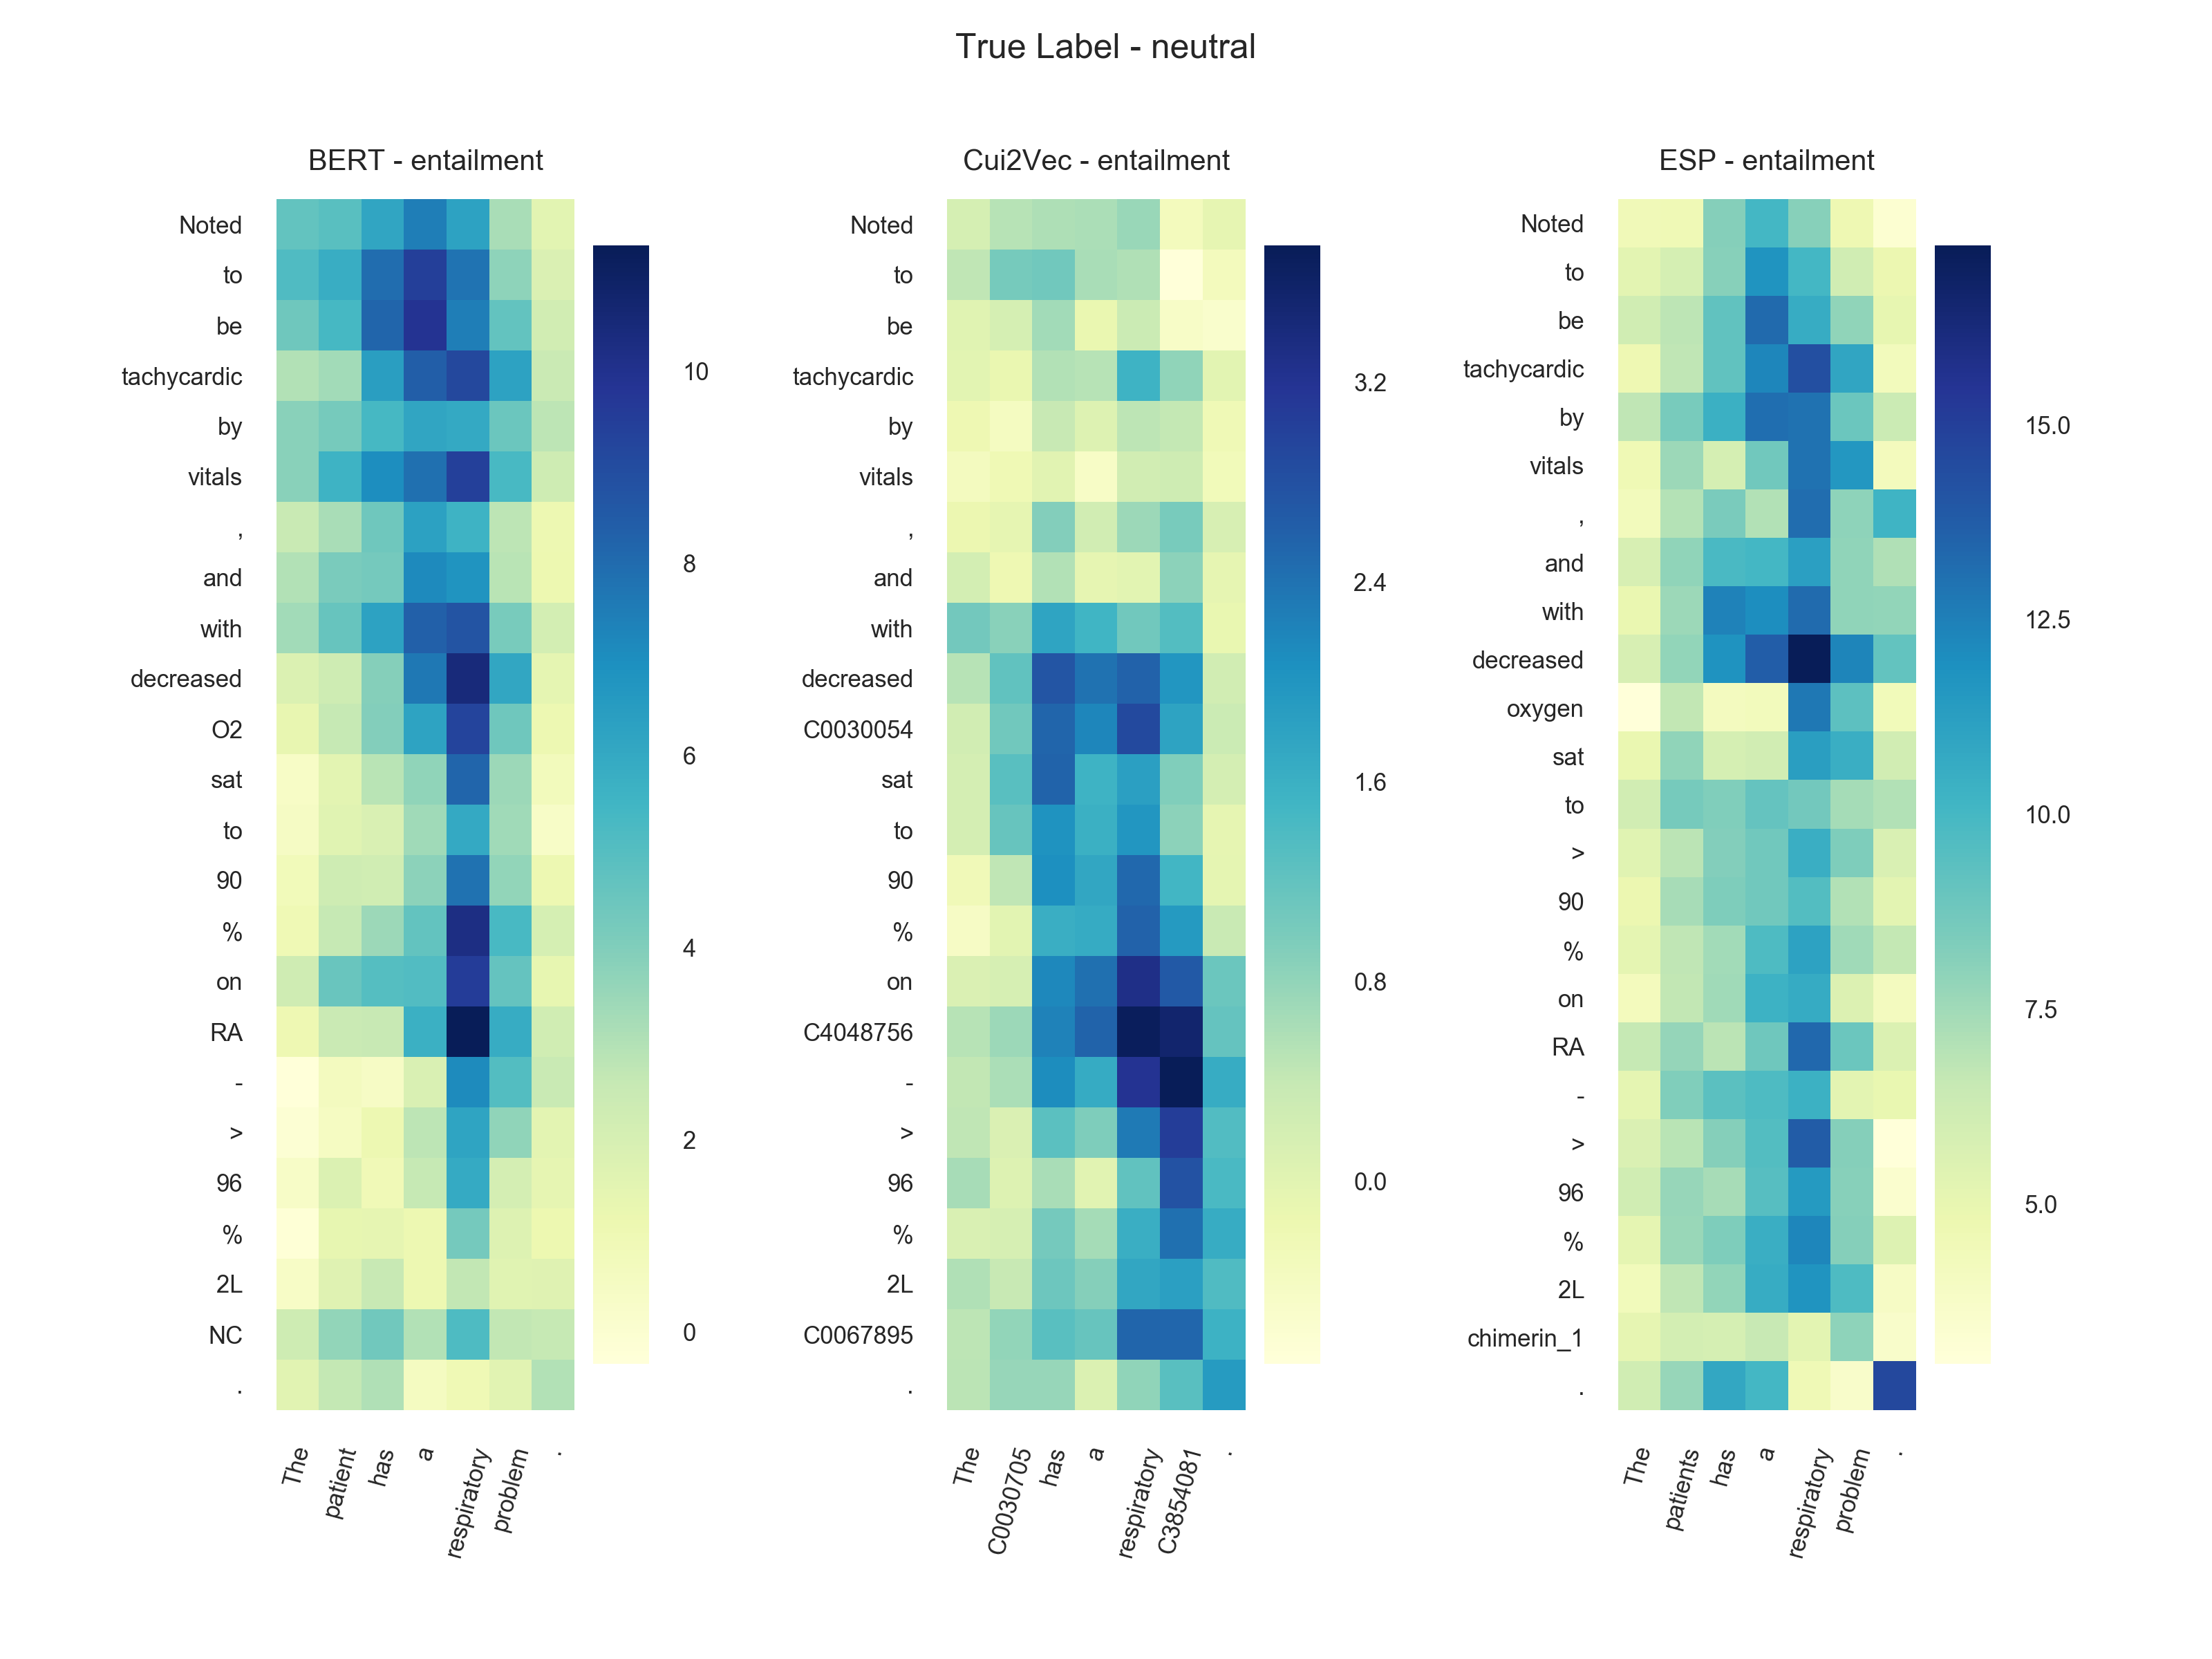 True Label - neutral
BERT - entailment
Noted
to
be
tachycardic
by
vitals
,
and
with
decreased
O2
sat
to
90
%
on
RA
-
>
96
%
2L
NC
.
The
patient
has
a
respiratory
problem
.
10
8
6
4
2
0
Cui2Vec - entailment
Noted
to
be
tachycardic
by
vitals
,
and
with
decreased
C0030054
sat
to
90
%
on
C4048756
-
>
96
%
2L
C0067895
.
The
C0030705
has
a
respiratory
C3854081
.
3.2
2.4
1.6
0.8
0.0
ESP - entailment
Noted
to
be
tachycardic
by
vitals
,
and
with
decreased
oxygen
sat
to
>
90
%
on
RA
-
>
96
%
2L
chimerin_1
.
The
patients
has
a
respiratory
problem
.
15.0
12.5
10.0
7.5
5.0